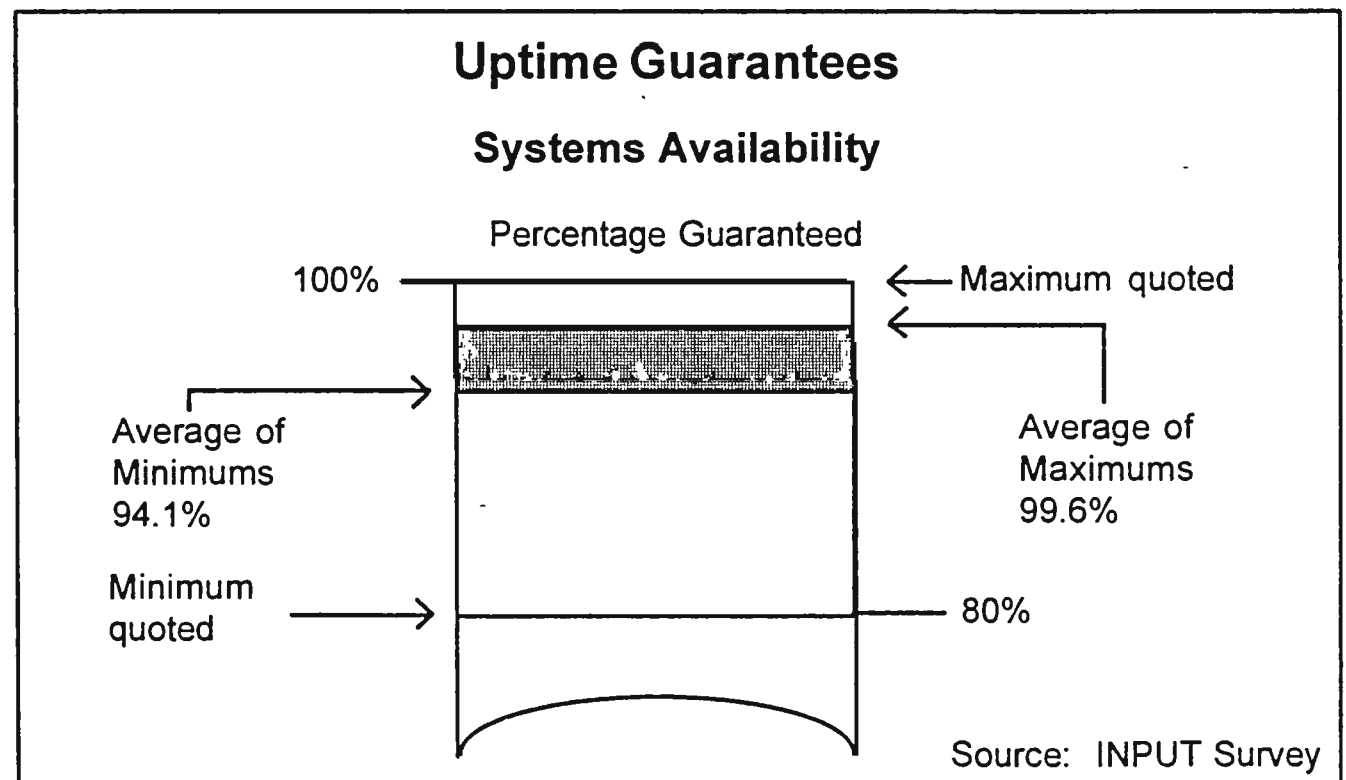 Uptime Guarantees
Systems Availability
Percentage Guaranteed
100%
Maximum quoted
Average of
Minimums
94.1%
Average of
Maximums
99.6%
Minimum
quoted
80%
Source: INPUT Survey